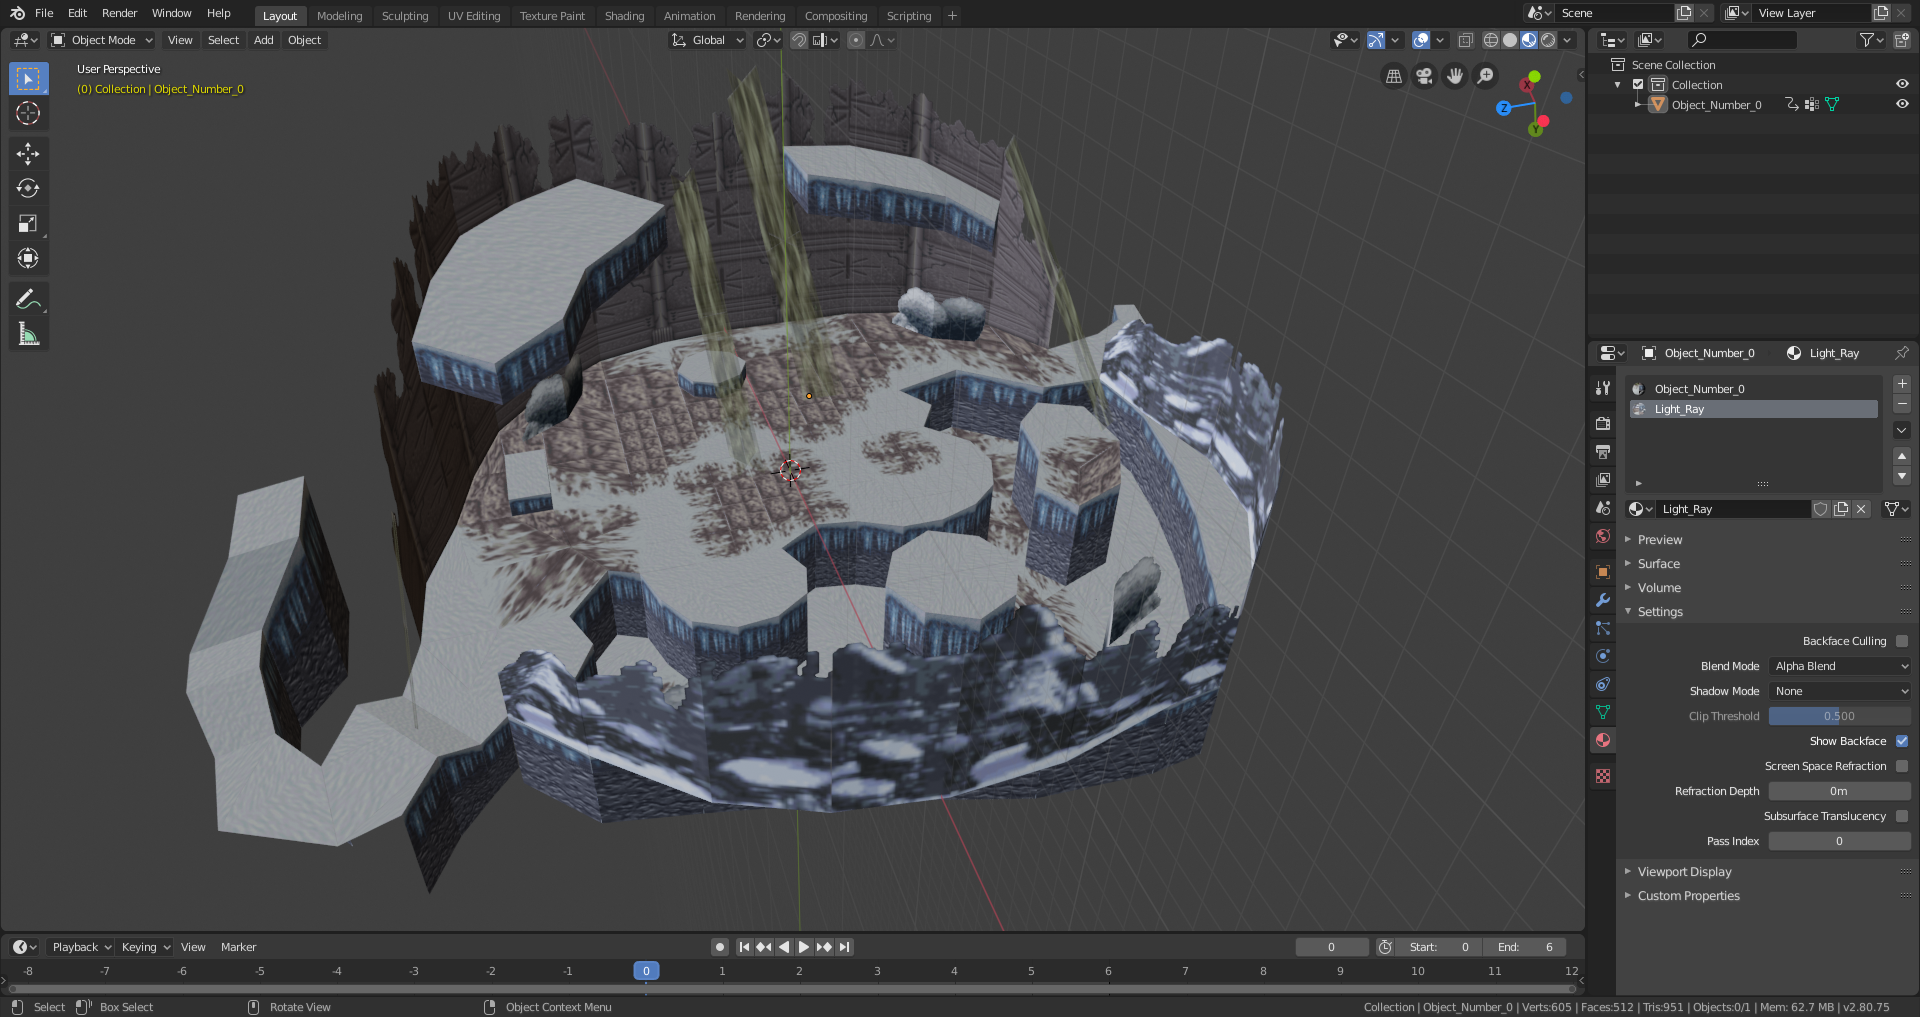 File Edit Render Window Help Layout Modeling Sculpting UV Editing Texture Paint Shading Animation Rendering Compositing Scripting + Scene View Layer
Object Mode View Select Add Object Global
User Perspective
(0) Collection | Object_Number_0
X
Z
Y
Scene Collection
Collection
Object_Number_0
Object_Number_0 Light_Ray
Object_Number_0
Light_Ray
Light_Ray
Preview
Surface
Volume
Settings
Backface Culling
Blend Mode Alpha Blend
Shadow Mode None
Clip Threshold 0.500
Show Backface
Screen Space Refraction
Refraction Depth 0m
Subsurface Translucency
Pass Index 0
Viewport Display
Custom Properties
Playback Keying View Marker 0 Start: 0 End: 6
-8 -7 -6 -5 -4 -3 -2 -1 0 1 2 3 4 5 6 7 8 9 10 11 12
Select Box Select Rotate View Object Context Menu Collection | Object_Number_0 | Verts:605 | Faces:512 | Tris:951 | Objects:0/1 | Mem: 62.7 MB | v2.80.75